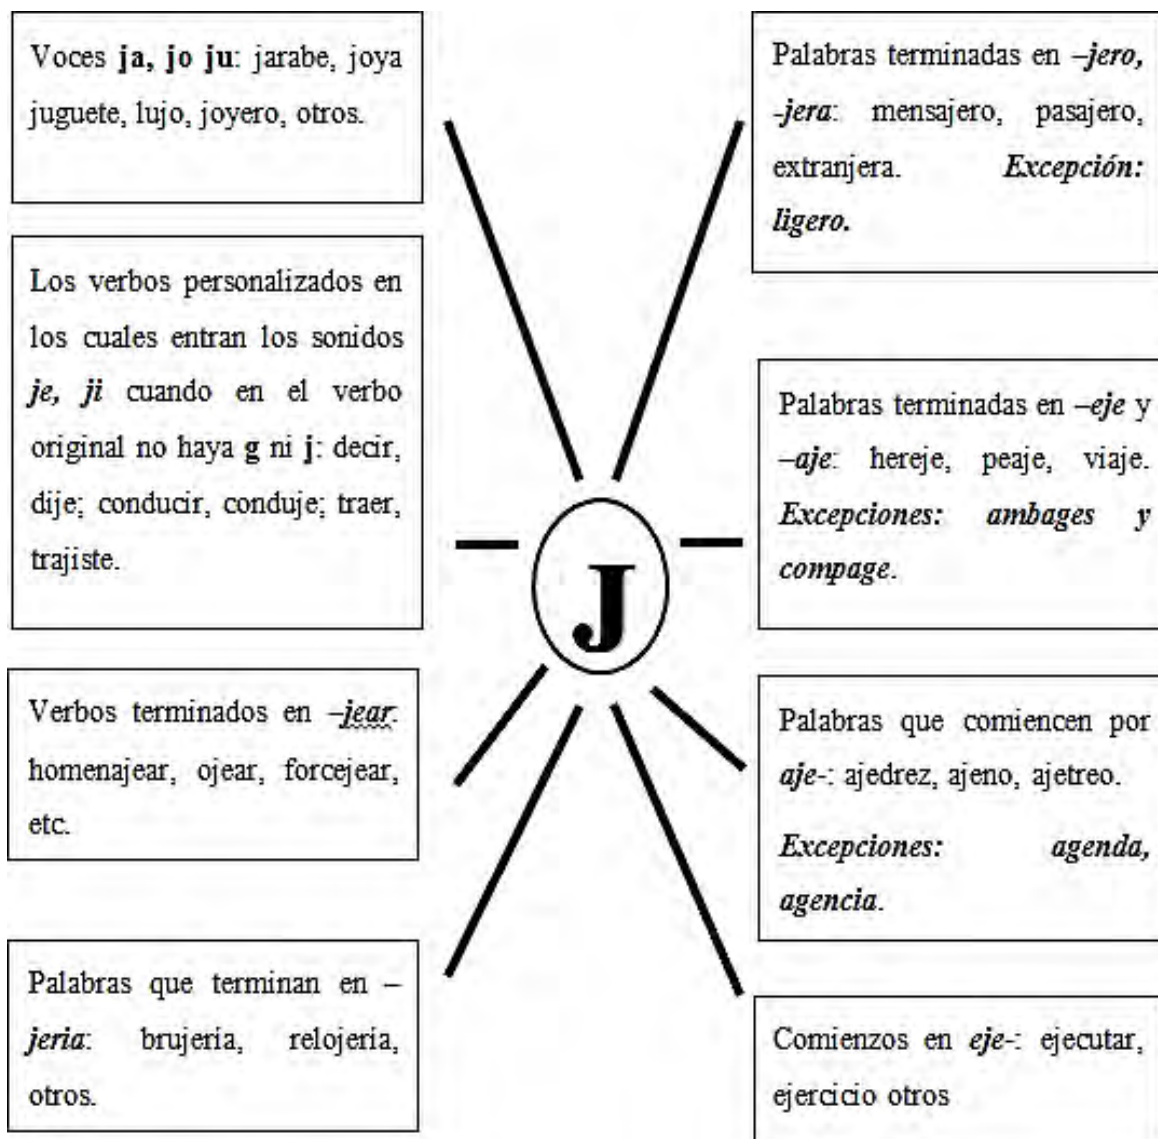 Voces ja, jo ju: jarabe, joya
juguete, lujo, joyero, otros.
Los verbos personalizados en
los cuales entran los sonidos
je, ji cuando en el verbo
original no haya g ni j: decir,
dije; conducir, conduje; traer,
trajiste.
Verbos terminados en –jear:
homenajear, ojear, forcejear,
etc.
Palabras que terminan en –
jeria: brujeria, relojeria,
otros.
J
Palabras terminadas en –jero,
-jera: mensajero, pasajero,
extranjera. Excepción:
ligero.
Palabras terminadas en –eje y
–aje: hereje, peaje, viaje.
Excepciones: ambages y
compage.
Palabras que comiencen por
aje-: ajedrez, ajeno, ajetreo.
Excepciones: agenda,
agencia.
Comienzos en eje-: ejecutar,
ejercicio otros